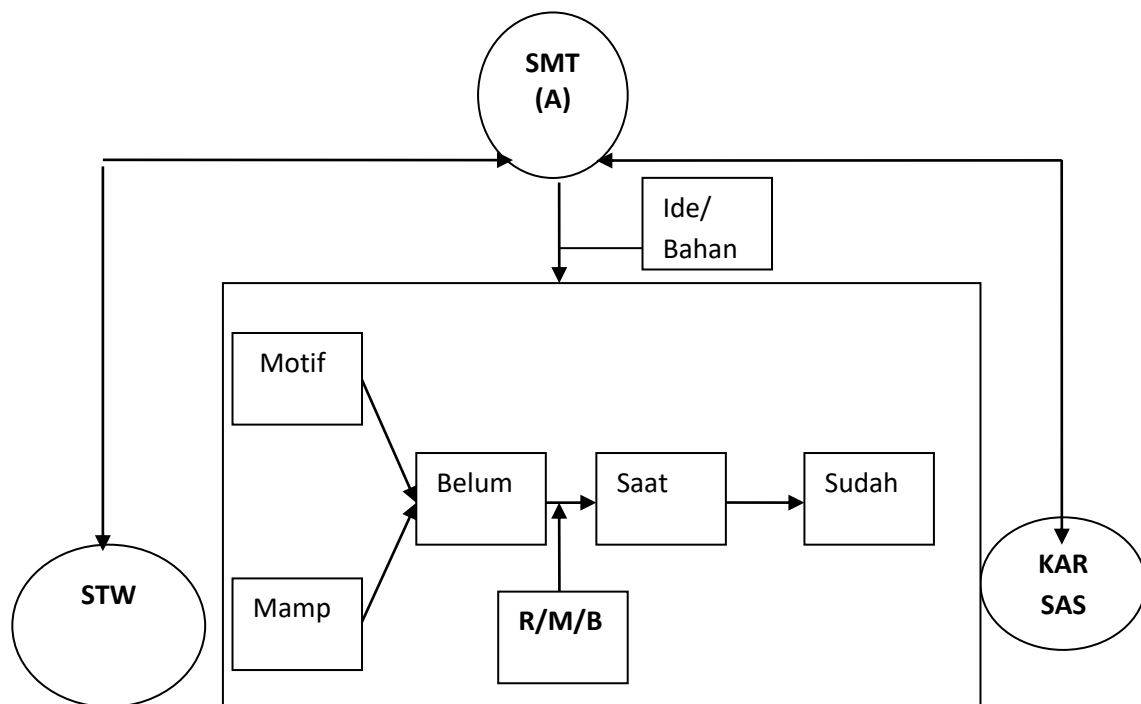 SMT
(A)
Ide/
Bahan
Motif
Belum
Saat
Sudah
Mamp
R/M/B
STW
KAR
SAS